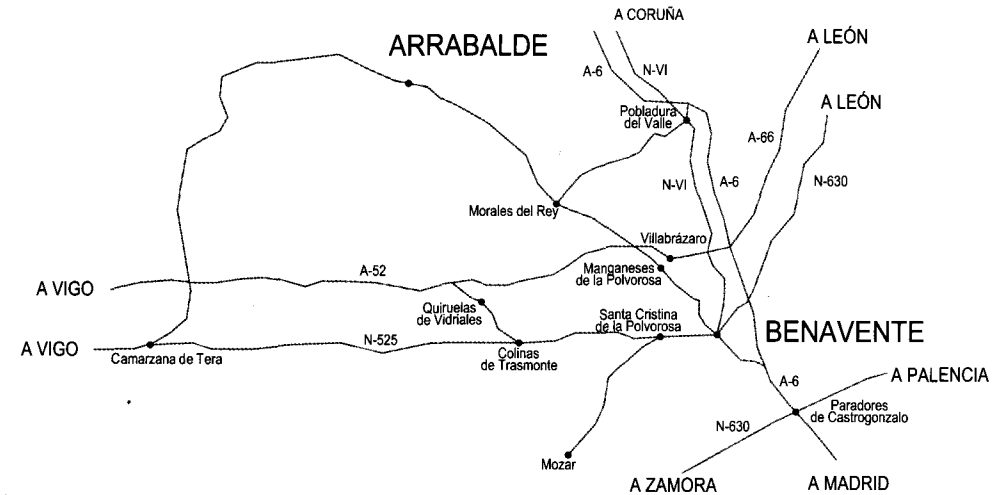 A CORUÑA
A LEÓN
ARRABALDE
A-6
N-VI
A LEÓN
Pobladura
del Valle
A-66
N-VI
A-6
N-630
Morales del Rey
Villabrázaro
A-52
Manganeses
de la Polvorosa
A VIGO
Quiruelas
de Vidriales
Santa Cristina
de la Polvorosa
BENAVENTE
A VIGO
N-525
Camarzana de Tera
Colinas
de Trasmonte
A-6
A PALENCIA
Paradores
de Castrogonzalo
N-630
Mozar
A ZAMORA
A MADRID